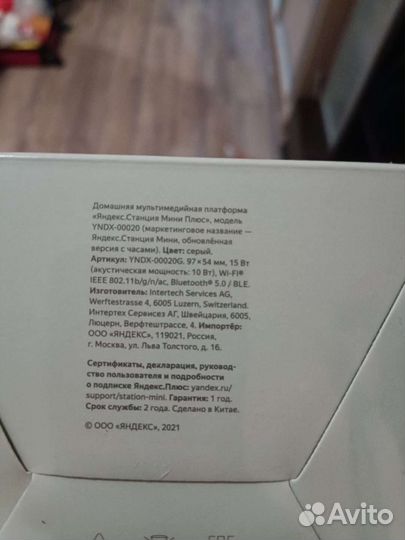 Домашняя мультимедийная платформа
«Яндекс.Станция Мини Плюс», модель
YNDX-00020 (маркетинговое название —
Яндекс.Станция Мини, обновлённая
версия с часами). Цвет: серый.
Артикул: YNDX-00020G. 97 × 54 мм, 15 Вт
(акустическая мощность: 10 Вт), Wi-Fi®
IEEE 802.11b/g/n/ac, Bluetooth® 5.0 / BLE.
Изготовитель: Intertech Services AG,
Werftestrasse 4, 6005 Luzern, Switzerland.
Интертех Сервисез АГ, Швейцария, 6005,
Люцерн, Верфтештрассе, 4. Импортёр:
ООО «ЯНДЕКС», 119021, Россия,
г. Москва, ул. Льва Толстого, д. 16.
Сертификаты, декларация, руковод-
ство пользователя и подробности
о подписке Яндекс.Плюс: yandex.ru/
support/station-mini. Гарантия: 1 год.
Срок службы: 2 года. Сделано в Китае.
© ООО «ЯНДЕКС», 2021
Avito